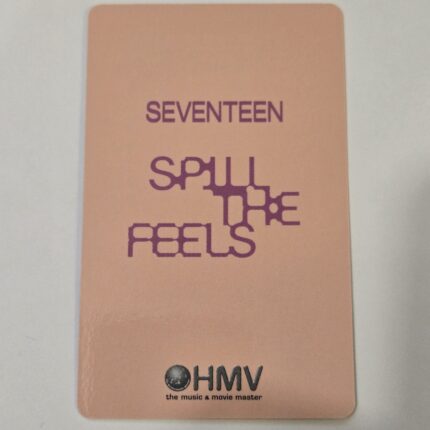 SEVENTEEN
SPILL
THE
FEELS
HMV
the music & movie master